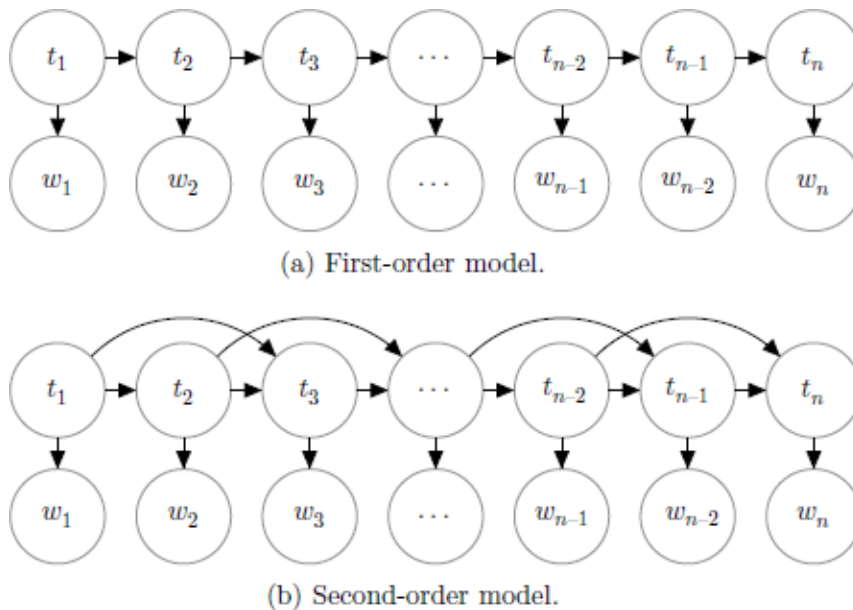 t₁ t₂ t₃ ⋯ tₙ₋₂ tₙ₋₁ tₙ
w₁ w₂ w₃ ⋯ wₙ₋₁ wₙ₋₂ wₙ
(a) First-order model.
t₁ t₂ t₃ ⋯ tₙ₋₂ tₙ₋₁ tₙ
w₁ w₂ w₃ ⋯ wₙ₋₁ wₙ₋₂ wₙ
(b) Second-order model.